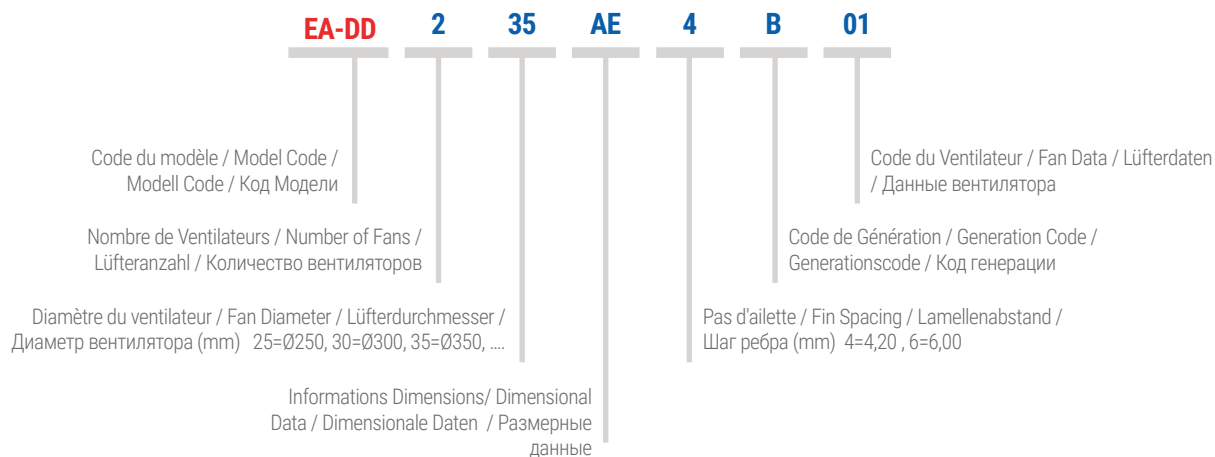 EA-DD 2 35 AE 4 B 01
Code du modèle / Model Code /
Modell Code / Код Модели
Code du Ventilateur / Fan Data / Lüfterdaten
/ Данные вентилятора
Nombre de Ventilateurs / Number of Fans /
Lüfteranzahl / Количество вентиляторов
Code de Génération / Generation Code /
Generationscode / Код генерации
Diamètre du ventilateur / Fan Diameter / Lüfterdurchmesser /
Диаметр вентилятора (mm) 25=Ø250, 30=Ø300, 35=Ø350, ....
Pas d'ailette / Fin Spacing / Lamellenabstand /
Шаг ребра (mm) 4=4,20 , 6=6,00
Informations Dimensions/ Dimensional
Data / Dimensionale Daten / Размерные
данные